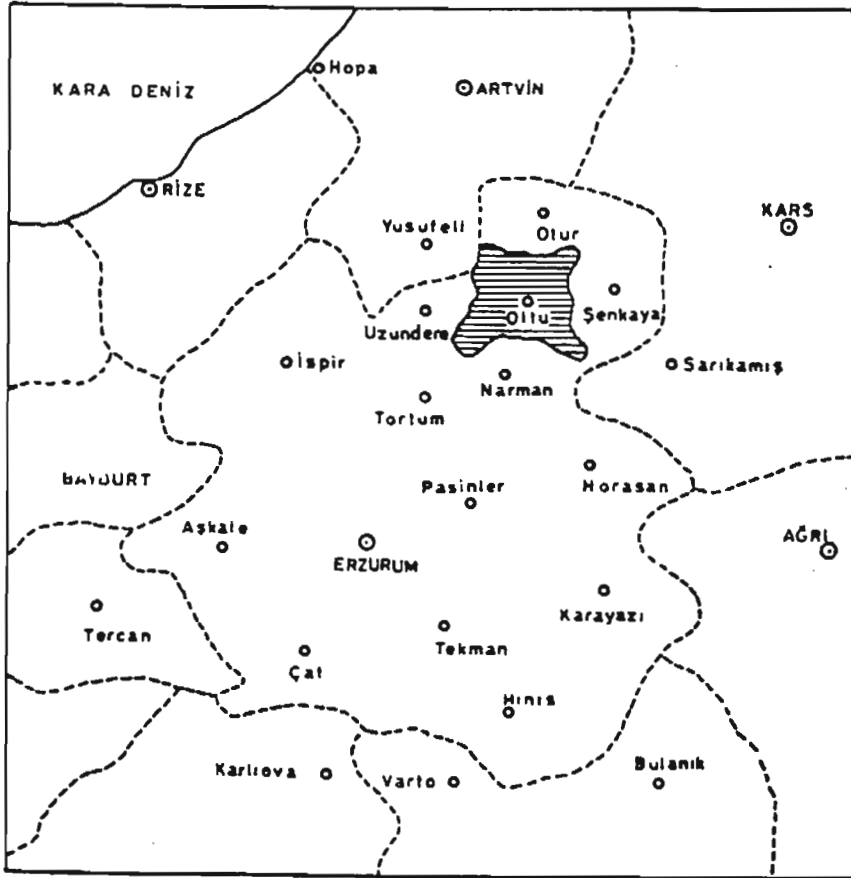 Hopa
KARA DENİZ
ARTVİN
RİZE
KARS
Yusufeli
Olur
Oltu
Şenkaya
Uzundere
İspir
Narman
Sarıkamış
Tortum
BAYBURT
Pasinler
Horasan
Aşkale
ERZURUM
AĞRI
Tercan
Karayazı
Tekman
Çat
Hınıs
Karlıova
Varto
Bulanık